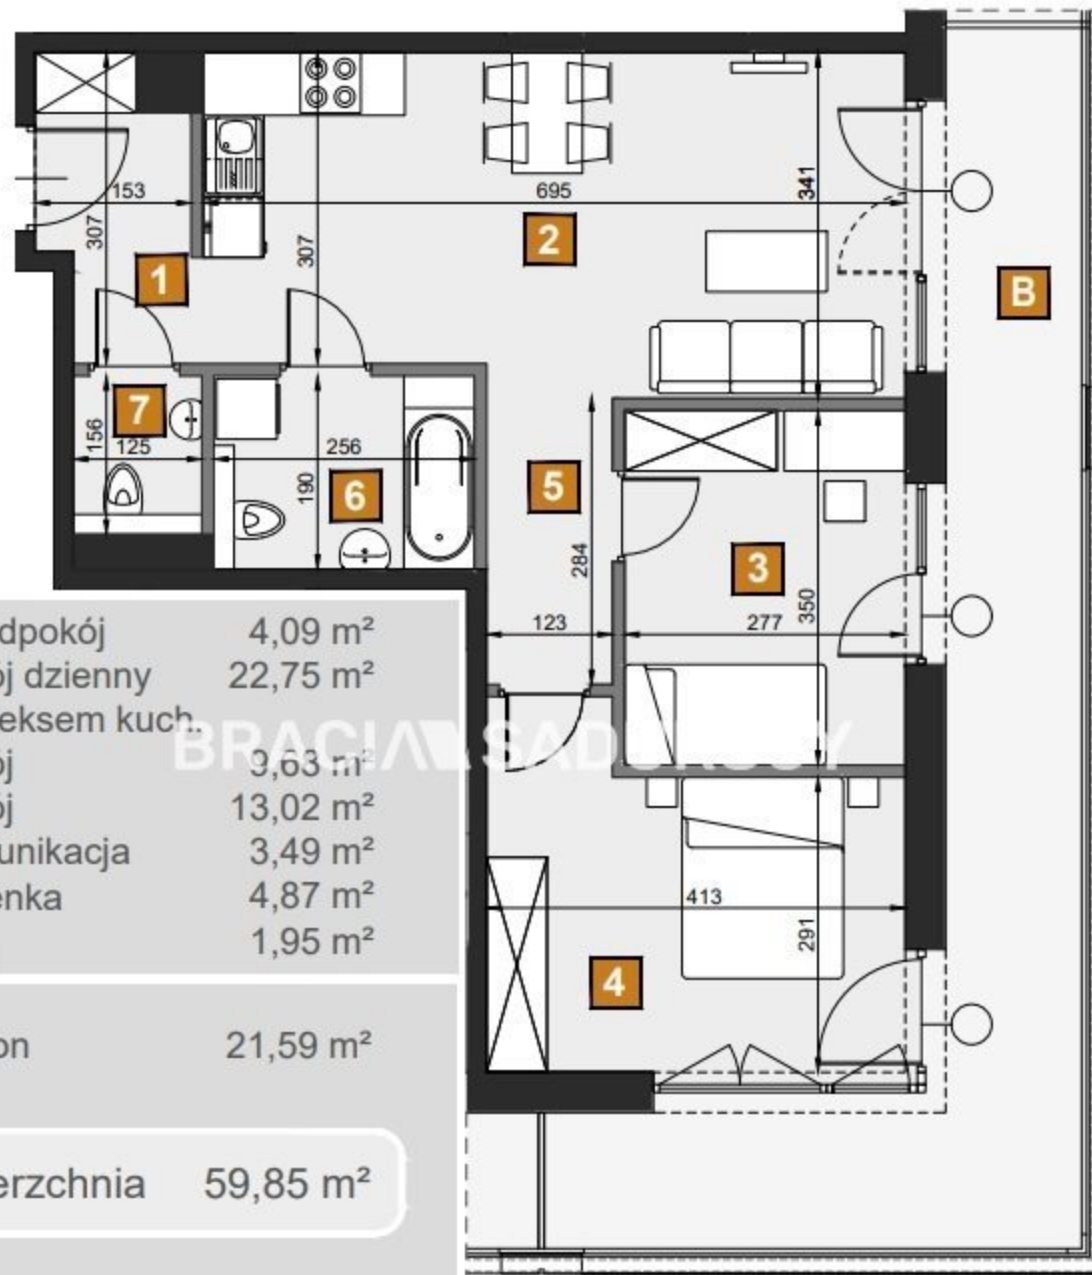 153
307
307
695
341
1
2
B
7
156
125
256
190
6
5
284
3
350
123
277
413
291
4
dpokój 4,09 m²
j dzienny 22,75 m²
eksem kuch.
j 9,63 m²
j 13,02 m²
unikacja 3,49 m²
enka 4,87 m²
1,95 m²
on 21,59 m²
erzchnia 59,85 m²
BRACIA SADURSCY